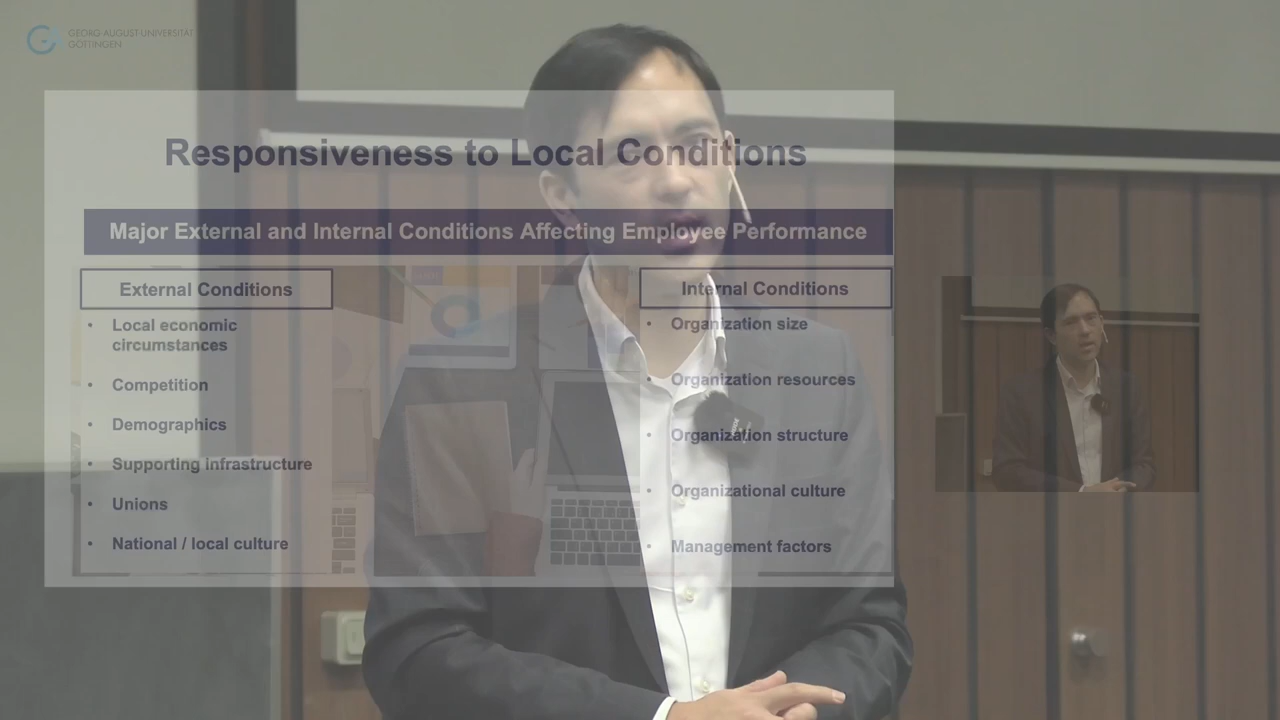 GEORG-AUGUST-UNIVERSITÄT
GÖTTINGEN
Responsiveness to Local Conditions
Major External and Internal Conditions Affecting Employee Performance
External Conditions
• Local economic
circumstances
• Competition
• Demographics
• Supporting infrastructure
• Unions
• National / local culture
Internal Conditions
• Organization size
• Organization resources
• Organization structure
• Organizational culture
• Management factors